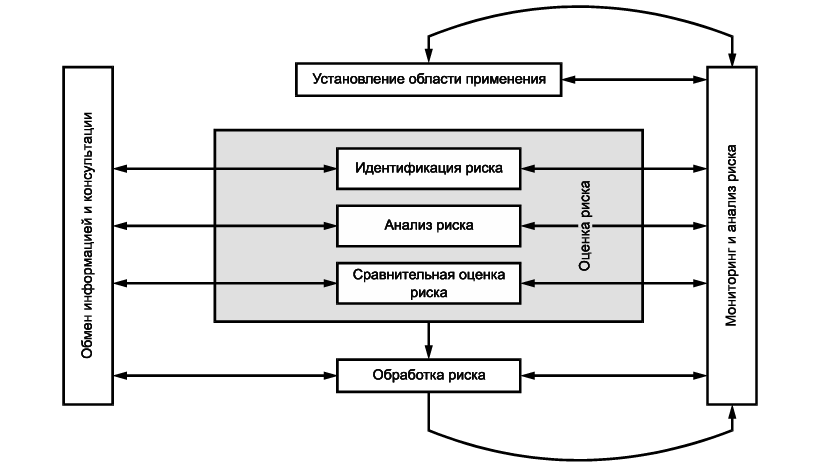 Установление области применения
Обмен информацией и консультации
Идентификация риска
Анализ риска
Сравнительная оценка
риска
Оценка риска
Мониторинг и анализ риска
Обработка риска